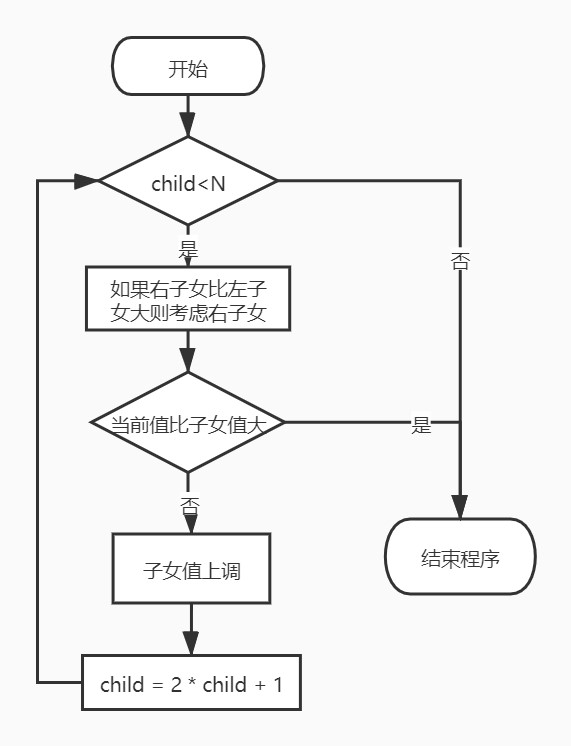 开始
child<N
是
否
如果右子女比左子
女大则考虑右子女
当前值比子女值大
是
否
子女值上调
结束程序
child = 2 * child + 1